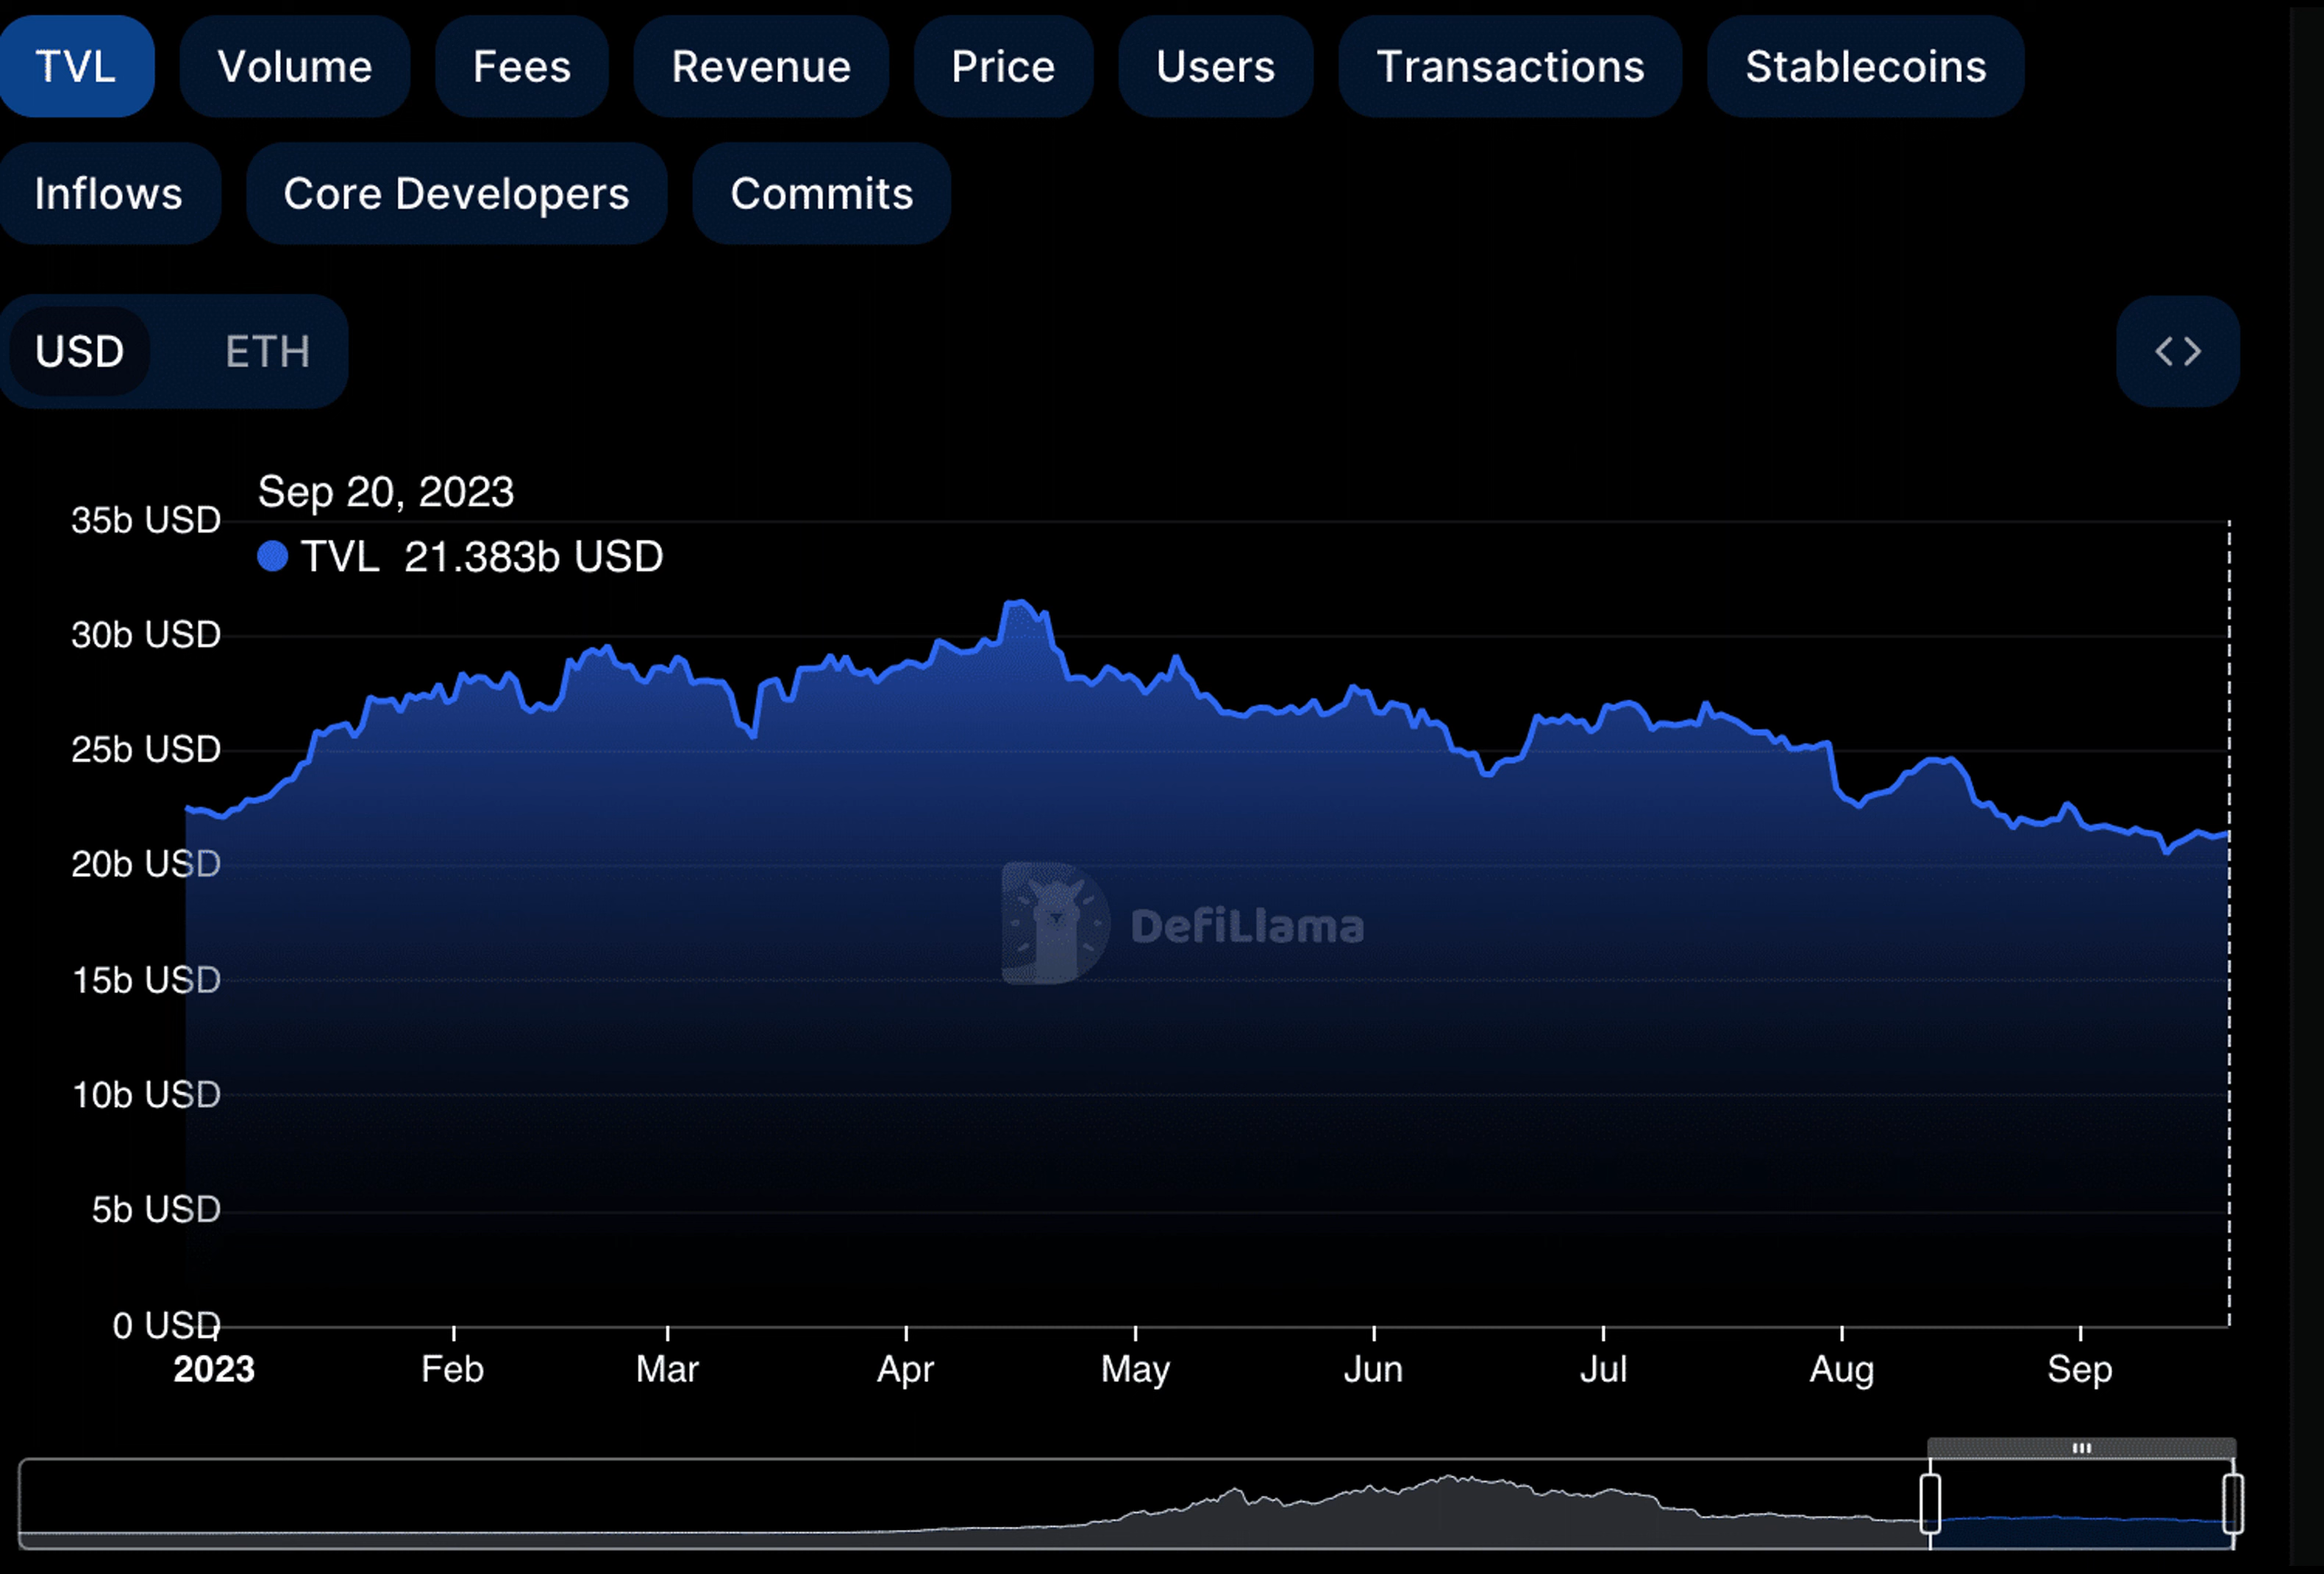 TVL Volume Fees Revenue Price Users Transactions Stablecoins
Inflows Core Developers Commits
USD ETH
Sep 20, 2023
35b USD
TVL 21.383b USD
30b USD
25b USD
20b USD
DefiLlama
15b USD
10b USD
5b USD
0 USD
2023 Feb Mar Apr May Jun Jul Aug Sep